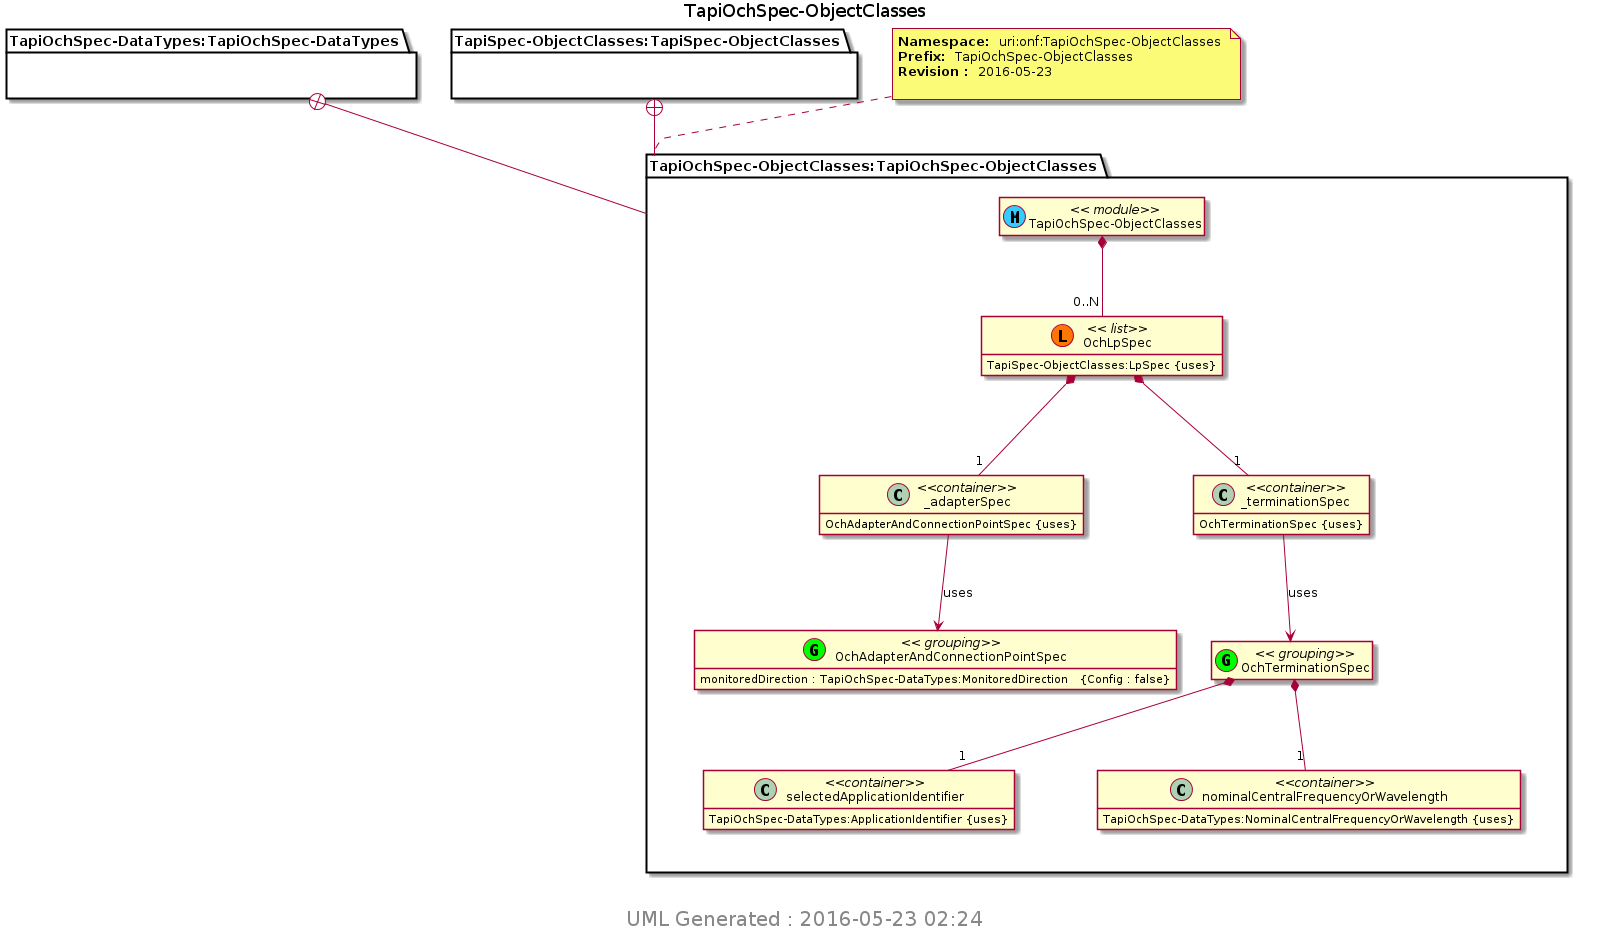 TapiOchSpec-ObjectClasses
TapiOchSpec-DataTypes:TapiOchSpec-DataTypes
TapiSpec-ObjectClasses:TapiSpec-ObjectClasses
Namespace: uri:onf:TapiOchSpec-ObjectClasses
Prefix: TapiOchSpec-ObjectClasses
Revision : 2016-05-23
TapiOchSpec-ObjectClasses:TapiOchSpec-ObjectClasses
M
<< module>>
TapiOchSpec-ObjectClasses
0..N
L
<< list>>
OchLpSpec
TapiSpec-ObjectClasses:LpSpec {uses}
1
1
C
<<container>>
_adapterSpec
OchAdapterAndConnectionPointSpec {uses}
C
<<container>>
_terminationSpec
OchTerminationSpec {uses}
uses
uses
G
<< grouping>>
OchAdapterAndConnectionPointSpec
monitoredDirection : TapiOchSpec-DataTypes:MonitoredDirection {Config : false}
G
<< grouping>>
OchTerminationSpec
1
1
C
<<container>>
selectedApplicationIdentifier
TapiOchSpec-DataTypes:ApplicationIdentifier {uses}
C
<<container>>
nominalCentralFrequencyOrWavelength
TapiOchSpec-DataTypes:NominalCentralFrequencyOrWavelength {uses}
UML Generated : 2016-05-23 02:24